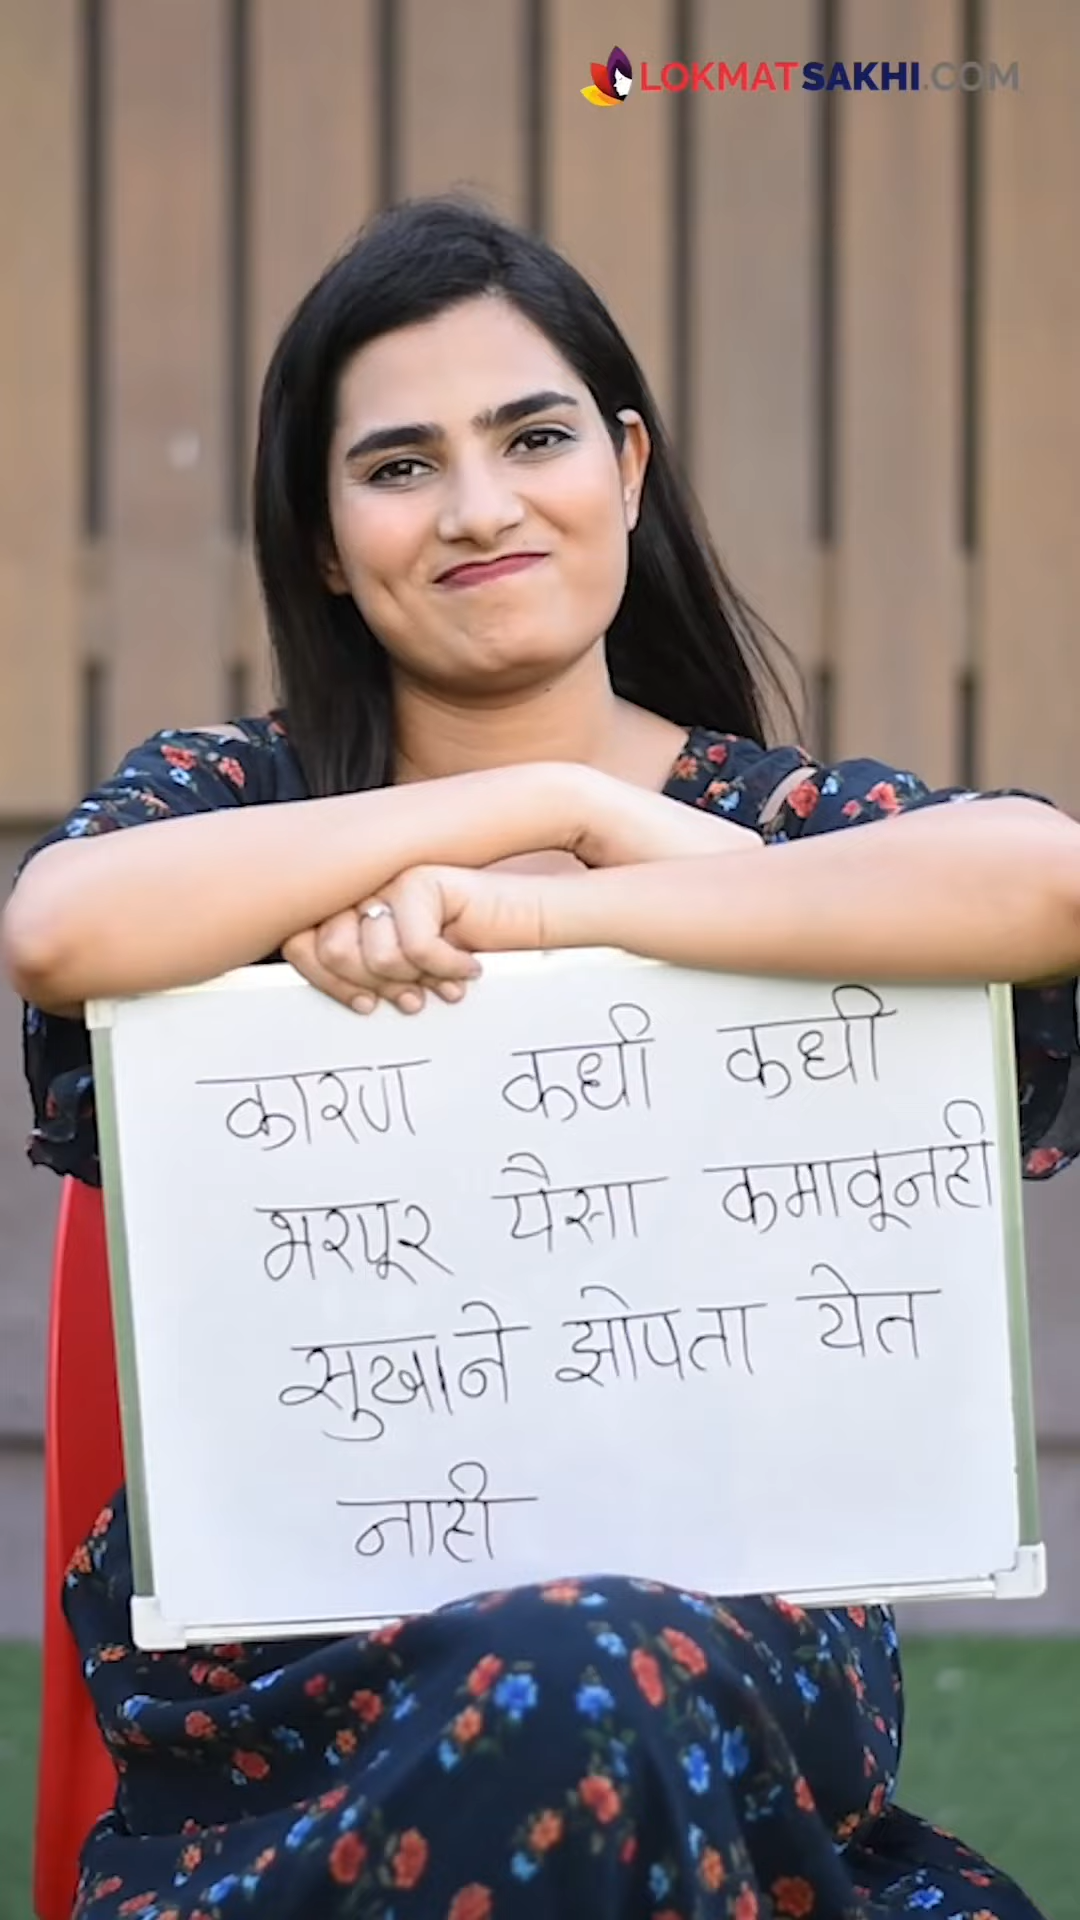 LOKMATSAKHI.COM
कारण कधी कधी
भरपूर पैसा कमावूनही
सुखाने झोपता येत
नाही